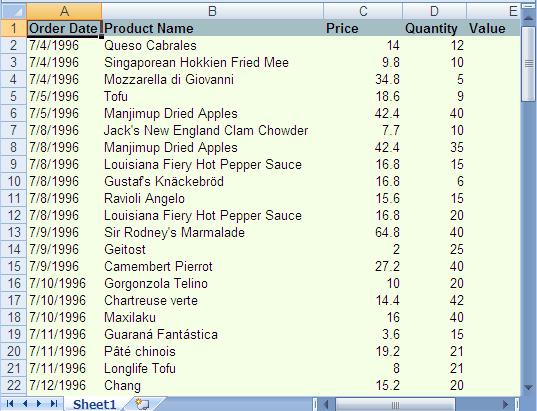 A B C D E
1 Order Date Product Name Price Quantity Value
2 7/4/1996 Queso Cabrales 14 12
3 7/4/1996 Singaporean Hokkien Fried Mee 9.8 10
4 7/4/1996 Mozzarella di Giovanni 34.8 5
5 7/5/1996 Tofu 18.6 9
6 7/5/1996 Manjimup Dried Apples 42.4 40
7 7/8/1996 Jack's New England Clam Chowder 7.7 10
8 7/8/1996 Manjimup Dried Apples 42.4 35
9 7/8/1996 Louisiana Fiery Hot Pepper Sauce 16.8 15
10 7/8/1996 Gustaf's Knäckebröd 16.8 6
11 7/8/1996 Ravioli Angelo 15.6 15
12 7/8/1996 Louisiana Fiery Hot Pepper Sauce 16.8 20
13 7/9/1996 Sir Rodney's Marmalade 64.8 40
14 7/9/1996 Geitost 2 25
15 7/9/1996 Camembert Pierrot 27.2 40
16 7/10/1996 Gorgonzola Telino 10 20
17 7/10/1996 Chartreuse verte 14.4 42
18 7/10/1996 Maxilaku 16 40
19 7/11/1996 Guaraná Fantástica 3.6 15
20 7/11/1996 Pâté chinois 19.2 21
21 7/11/1996 Longlife Tofu 8 21
22 7/12/1996 Chang 15.2 20
Sheet1